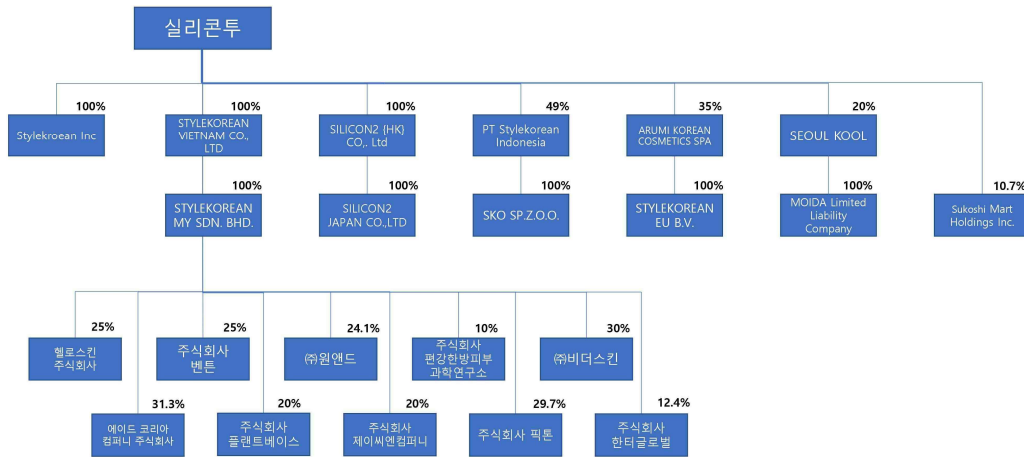 실리콘투
100%
100%
100%
49%
35%
20%
Stylekroean Inc
STYLEKOREAN
VIETNAM CO.,
LTD
SILICON2 (HK)
CO,. Ltd
PT Stylekorean
Indonesia
ARUMI KOREAN
COSMETICS SPA
SEOUL KOOL
100%
100%
100%
100%
100%
10.7%
STYLEKOREAN
MY SDN. BHD.
SILICON2
JAPAN CO.,LTD
SKO SP.Z.O.O.
STYLEKOREAN
EU B.V.
MOIDA Limited
Liability
Company
Sukoshi Mart
Holdings Inc.
25%
25%
24.1%
10%
30%
헬로스킨
주식회사
주식회사
벤튼
㈜원앤드
주식회사
편강한방피부
과학연구소
㈜비더스킨
31.3%
20%
20%
29.7%
12.4%
에이드 코리아
컴퍼니 주식회사
주식회사
플랜트베이스
주식회사
제이씨엔컴퍼니
주식회사 픽톤
주식회사
한터글로벌